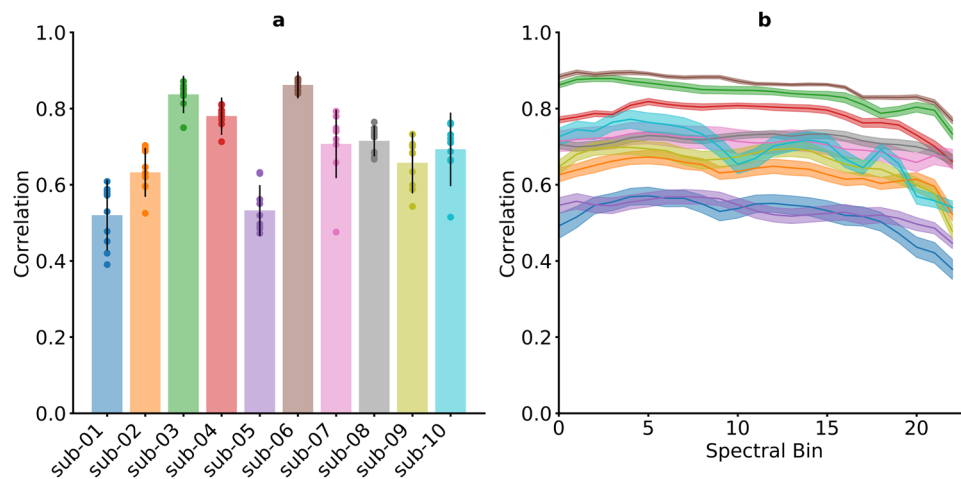 a
b
1.0
0.8
0.6
0.4
0.2
0.0
Correlation
sub-01
sub-02
sub-03
sub-04
sub-05
sub-06
sub-07
sub-08
sub-09
sub-10
1.0
0.8
0.6
0.4
0.2
0.0
Correlation
0
5
10
15
20
Spectral Bin